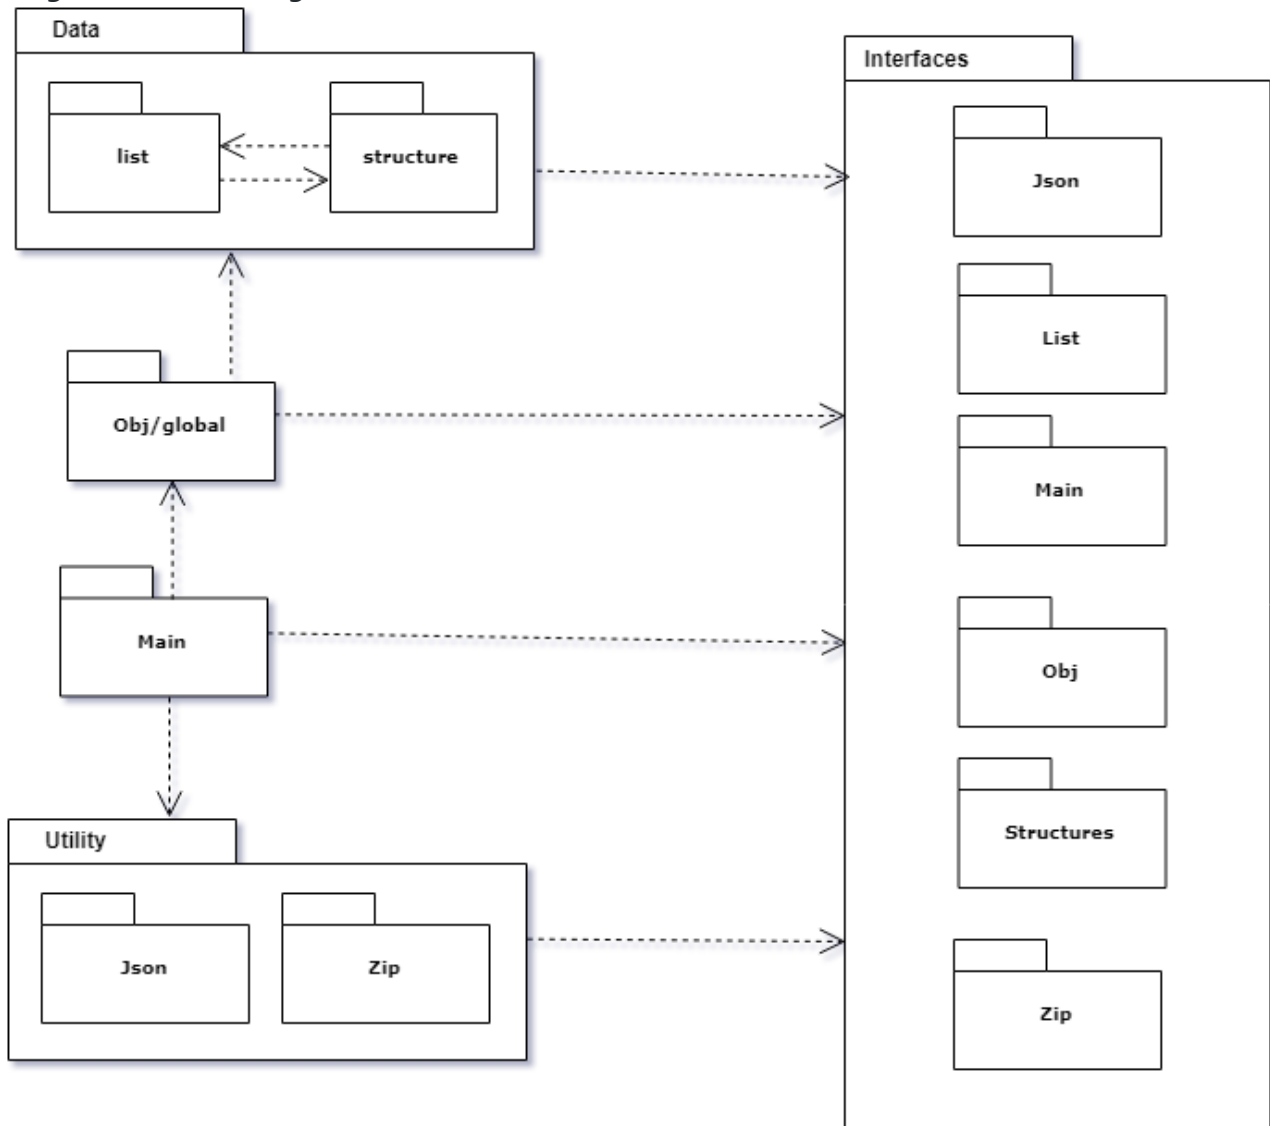 Data
list
structure
Interfaces
Json
List
Main
Obj
Structures
Zip
Obj/global
Main
Utility
Json
Zip